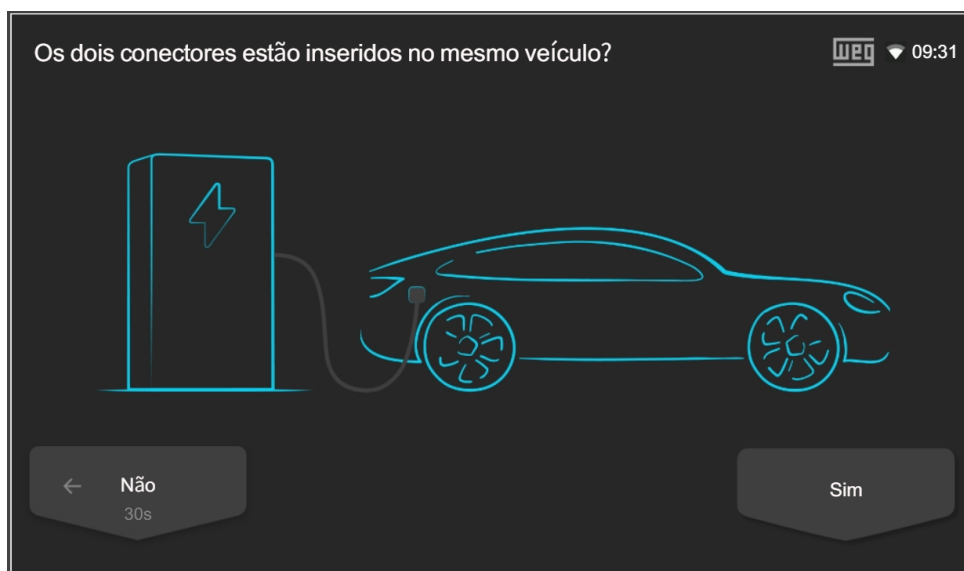 Os dois conectores estão inseridos no mesmo veículo?
weg 09:31
Não
30s
Sim